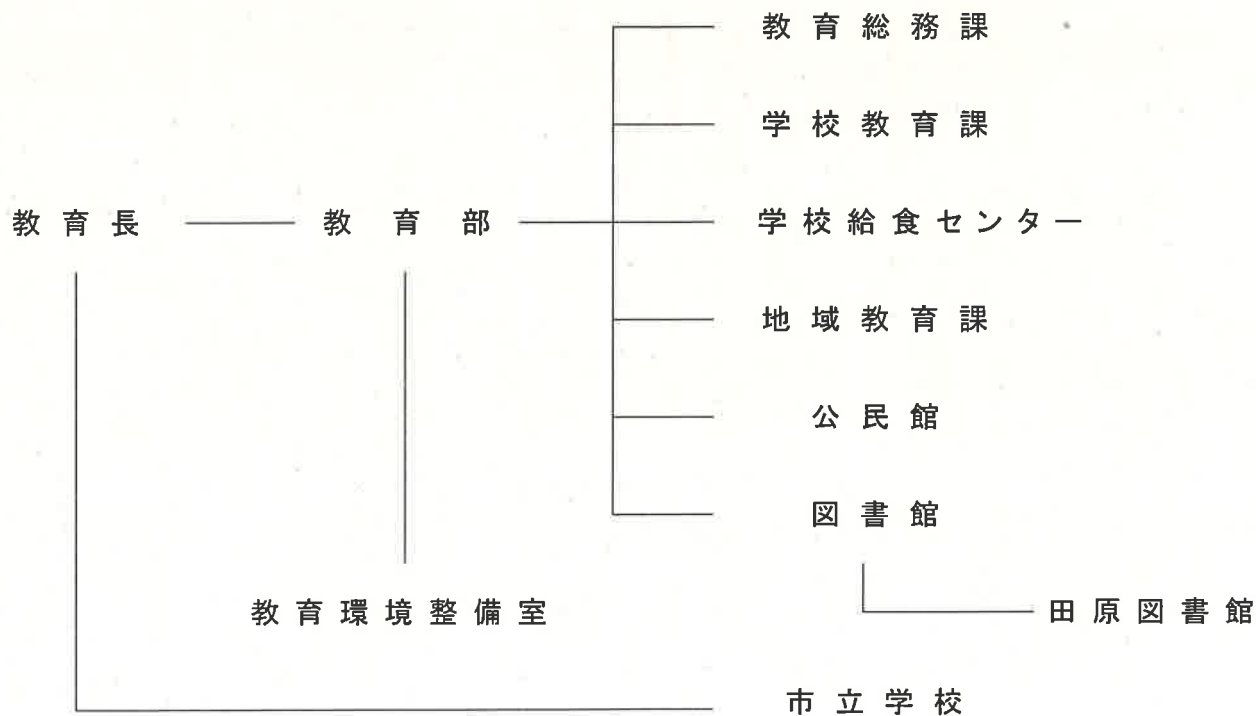 教育総務課
学校教育課
教育長
教育部
学校給食センター
地域教育課
公民館
図書館
教育環境整備室
田原図書館
市立学校